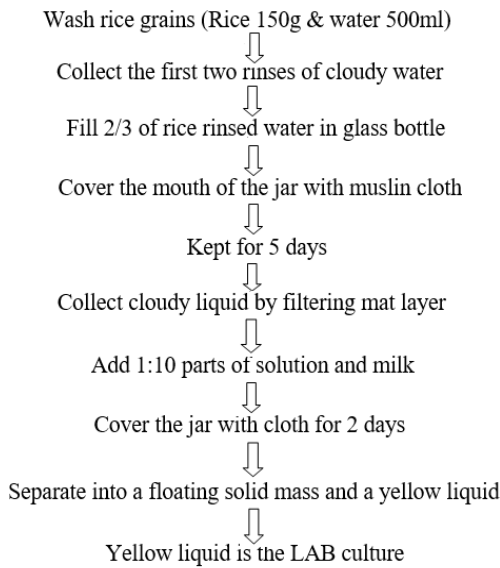 Wash rice grains (Rice 150g & water 500ml)
Collect the first two rinses of cloudy water
Fill 2/3 of rice rinsed water in glass bottle
Cover the mouth of the jar with muslin cloth
Kept for 5 days
Collect cloudy liquid by filtering mat layer
Add 1:10 parts of solution and milk
Cover the jar with cloth for 2 days
Separate into a floating solid mass and a yellow liquid
Yellow liquid is the LAB culture